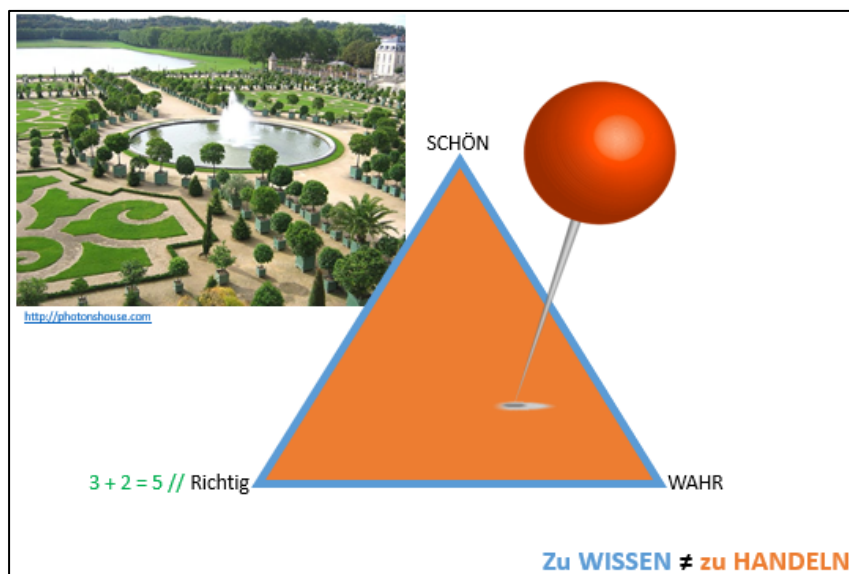 SCHÖN
http://photonshouse.com
3 + 2 = 5 // Richtig
WAHR
Zu WISSEN ≠ zu HANDELN